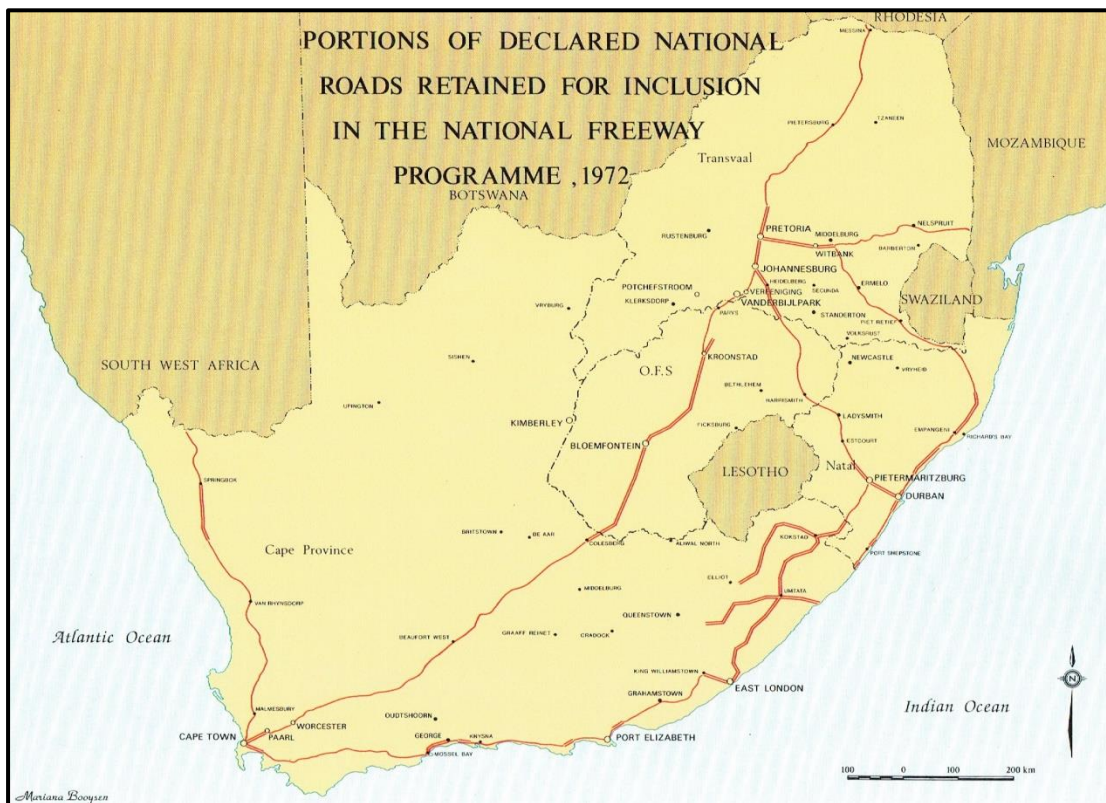 PORTIONS OF DECLARED NATIONAL
ROADS RETAINED FOR INCLUSION
IN THE NATIONAL FREEWAY
PROGRAMME , 1972
RHODESIA
MESSINA
PIETERSBURG
TZANEEN
MOZAMBIQUE
Transvaal
BOTSWANA
RUSTENBURG
PRETORIA
MIDDELBURG
NELSPRUIT
WITBANK
BARBERTON
JOHANNESBURG
HEIDELBERG
SECUNDA
ERMELO
SWAZILAND
POTCHEFSTROOM
KLERKSDORP
VEREENIGING
VANDERBIJLPARK
PARYS
STANDERTON
PIET RETIEF
VOLKSRUST
VRYBURG
SOUTH WEST AFRICA
SISHEN
KROONSTAD
O.F.S
NEWCASTLE
VRYHEID
BETHLEHEM
HARRISMITH
UPINGTON
KIMBERLEY
BLOEMFONTEIN
FICKSBURG
LADYSMITH
ESTCOURT
EMPANGENI
RICHARDS BAY
LESOTHO
Natal
PIETERMARITZBURG
DURBAN
SPRINGBOK
BRITSTOWN
DE AAR
COLESBERG
ALIWAL NORTH
KOKSTAD
PORT SHEPSTONE
Cape Province
ELLIOT
UMTATA
MIDDELBURG
VAN RHYNSDORP
QUEENSTOWN
BEAUFORT WEST
GRAAFF REINET
CRADOCK
Atlantic Ocean
KING WILLIAMSTOWN
EAST LONDON
GRAHAMSTOWN
N
Indian Ocean
MALMESBURY
WORCESTER
PAARL
CAPE TOWN
OUDTSHOORN
GEORGE
KNYSNA
MOSSEL BAY
PORT ELIZABETH
100 0 100 200 km
Mariana Booysen